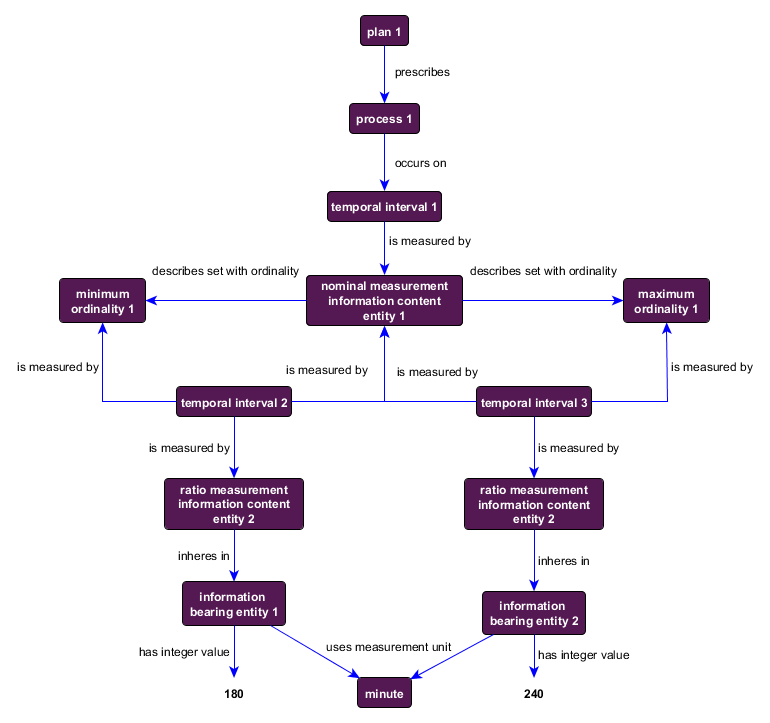 plan 1
prescribes
process 1
occurs on
temporal interval 1
is measured by
describes set with ordinality
describes set with ordinality
minimum
ordinality 1
nominal measurement
information content
entity 1
maximum
ordinality 1
is measured by
is measured by
is measured by
is measured by
temporal interval 2
temporal interval 3
is measured by
is measured by
ratio measurement
information content
entity 2
ratio measurement
information content
entity 2
inheres in
inheres in
information
bearing entity 1
information
bearing entity 2
has integer value
uses measurement unit
has integer value
180
minute
240